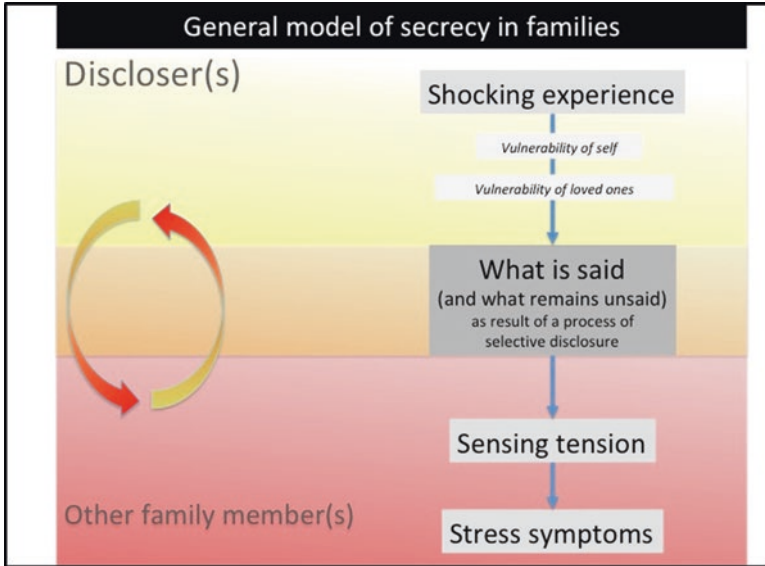 General model of secrecy in families
Discloser(s)
Shocking experience
Vulnerability of self
Vulnerability of loved ones
What is said
(and what remains unsaid)
as result of a process of
selective disclosure
Sensing tension
Other family member(s)
Stress symptoms